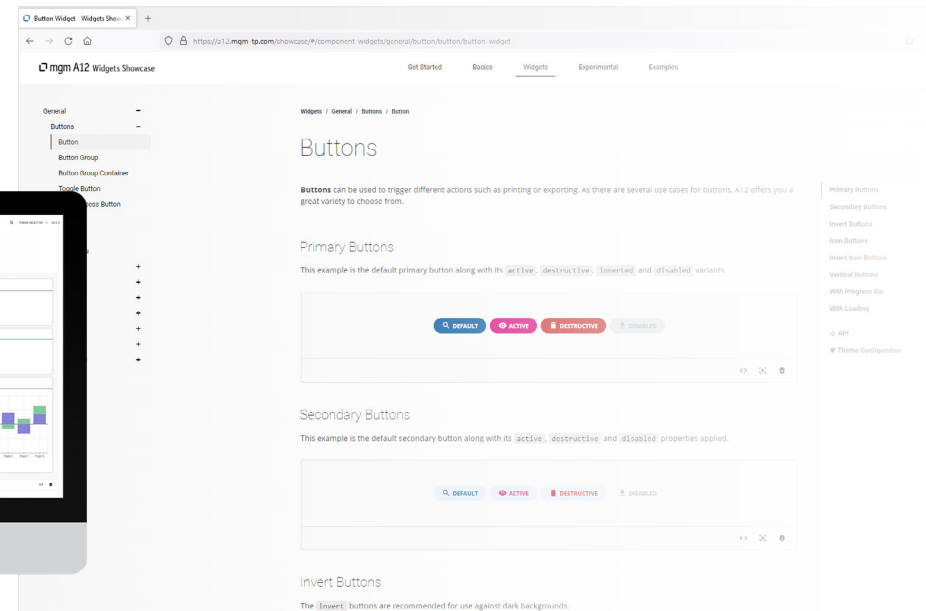 Button Widget - Widgets Show
https://a12.mgm-tp.com/showcase/#/component-widgets/general/button/button/button-widget
mgm A12 Widgets Showcase
Get Started
Basics
Widgets
Experimental
Examples
General
Buttons
Button
Button Group
Button Group Container
Toggle Button
Button
Widgets / General / Buttons / Button
Buttons
Buttons can be used to trigger different actions such as printing or exporting. As there are several use cases for buttons, A12 offers you a
great variety to choose from.
Primary Buttons
This example is the default primary button along with its active, destructive, inverted and disabled variants.
DEFAULT
ACTIVE
DESTRUCTIVE
DISABLED
Secondary Buttons
This example is the default secondary button along with its active, destructive and disabled properties applied.
DEFAULT
ACTIVE
DESTRUCTIVE
DISABLED
Invert Buttons
The Invert buttons are recommended for use against dark backgrounds.
Primary Buttons
Secondary Buttons
Invert Buttons
Icon Buttons
Invert Icon Buttons
Vertical Buttons
With Progress Bar
With Loading
API
Theme Configuration